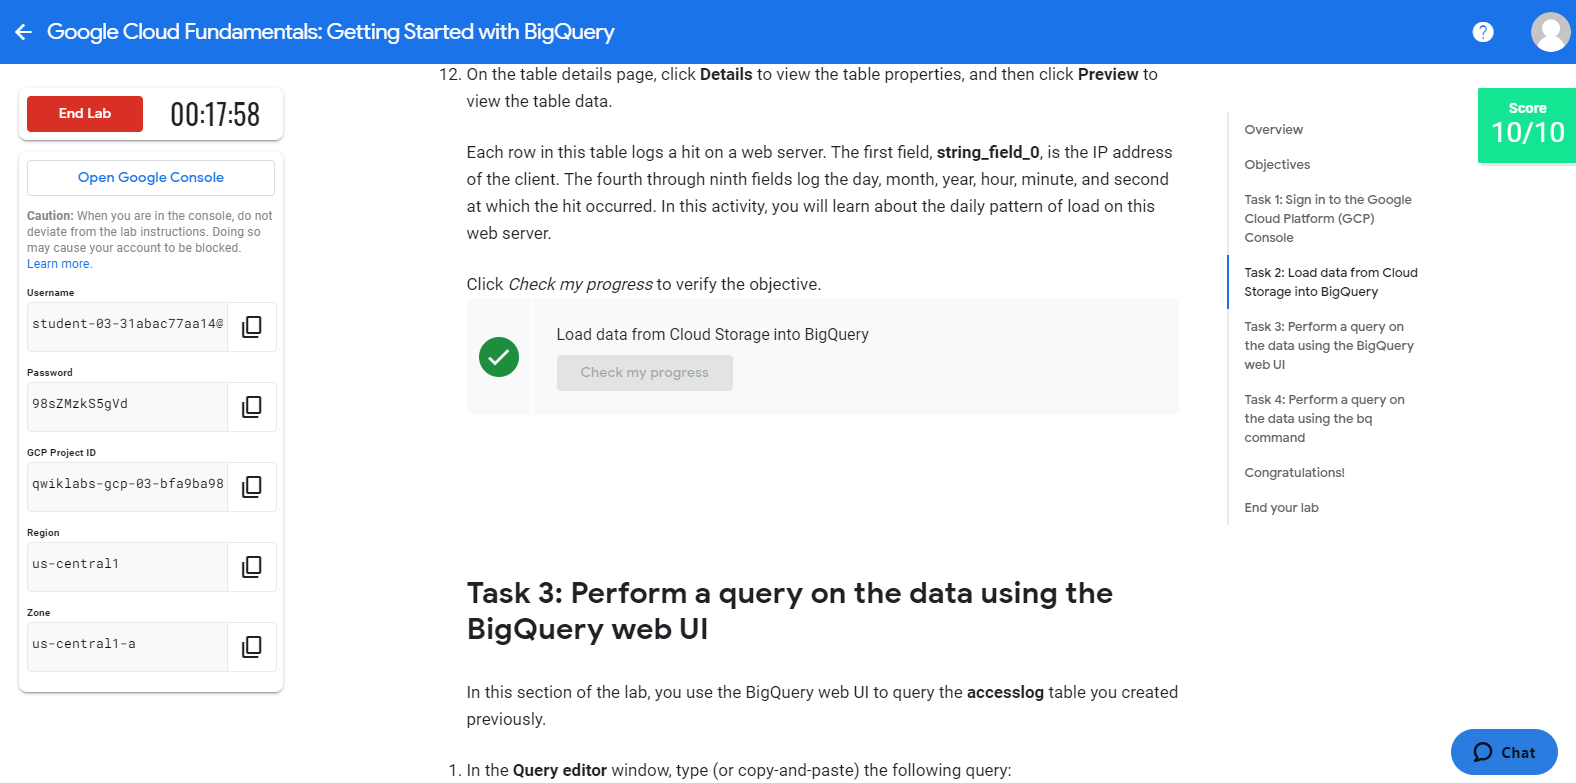 Google Cloud Fundamentals: Getting Started with BigQuery
?
End Lab
00:17:58
Open Google Console
Caution: When you are in the console, do not
deviate from the lab instructions. Doing so
may cause your account to be blocked.
Learn more.
Username
student-03-31abac77aa14@
Password
98sZMzkS5gVd
GCP Project ID
qwiklabs-gcp-03-bfa9ba98
Region
us-central1
Zone
us-central1-a
12. On the table details page, click Details to view the table properties, and then click Preview to
view the table data.
Each row in this table logs a hit on a web server. The first field, string_field_0, is the IP address
of the client. The fourth through ninth fields log the day, month, year, hour, minute, and second
at which the hit occurred. In this activity, you will learn about the daily pattern of load on this
web server.
Click Check my progress to verify the objective.
Load data from Cloud Storage into BigQuery
Check my progress
Task 3: Perform a query on the data using the
BigQuery web UI
In this section of the lab, you use the BigQuery web UI to query the accesslog table you created
previously.
1. In the Query editor window, type (or copy-and-paste) the following query:
Overview
Objectives
Task 1: Sign in to the Google
Cloud Platform (GCP)
Console
Task 2: Load data from Cloud
Storage into BigQuery
Task 3: Perform a query on
the data using the BigQuery
web UI
Task 4: Perform a query on
the data using the bq
command
Congratulations!
End your lab
Score
10/10
Chat